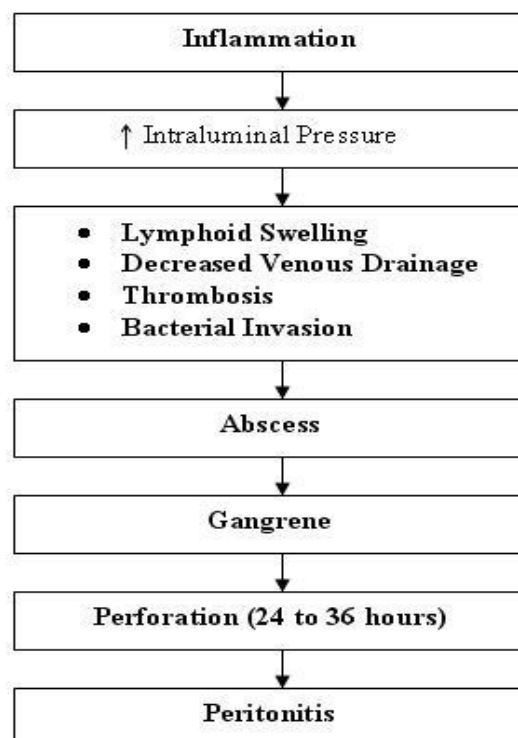 Inflammation
↑ Intraluminal Pressure
• Lymphoid Swelling
• Decreased Venous Drainage
• Thrombosis
• Bacterial Invasion
Abscess
Gangrene
Perforation (24 to 36 hours)
Peritonitis